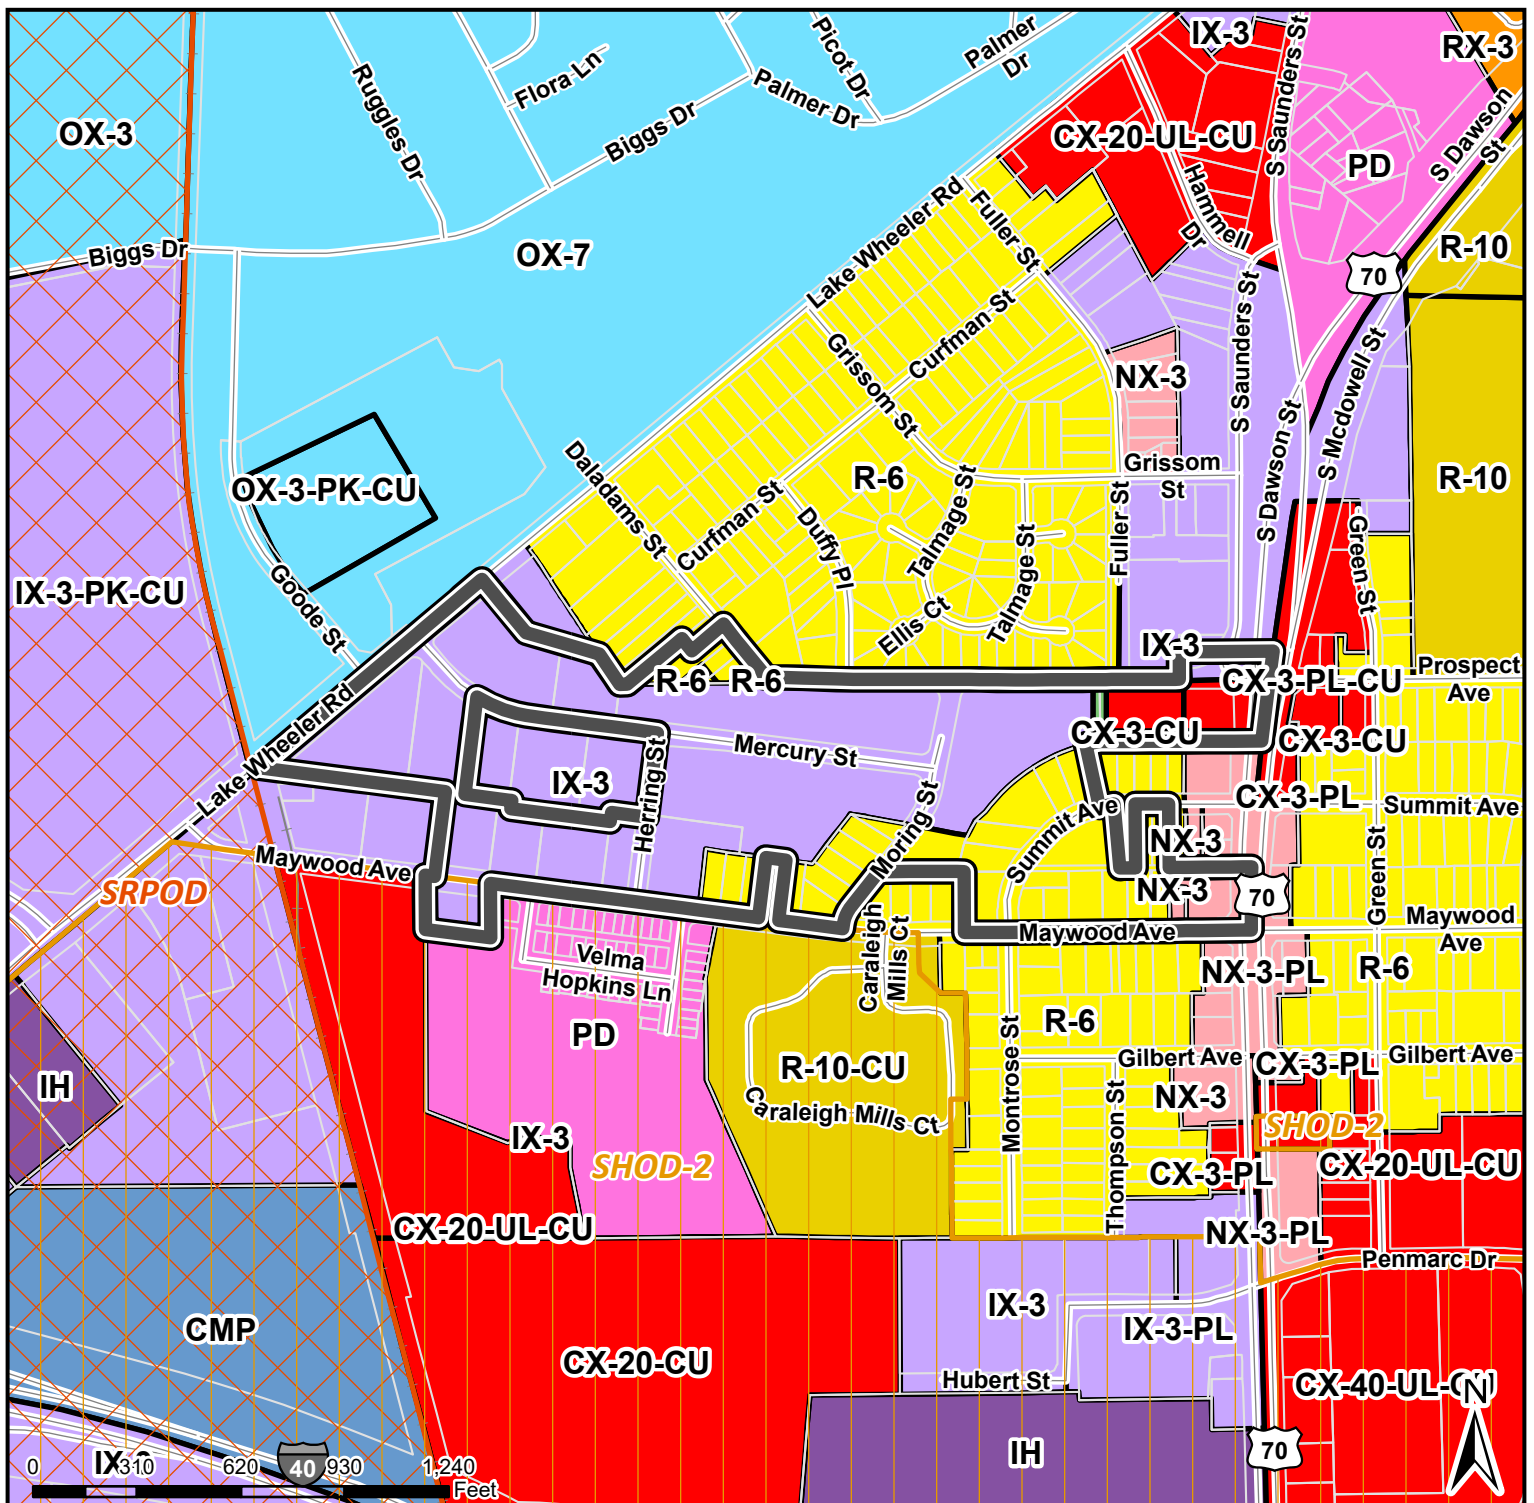 IX-3
RX-3
OX-3
Ruggles Dr
Flora Ln
Picot Dr
Palmer
Dr
Palmer Dr
Biggs Dr
CX-20-UL-CU
S Saunders St
PD
S Dawson
St
Hammell
Dr
Lake Wheeler Rd
Fuller St
R-10
Biggs Dr
OX-7
70
Curfman St
Grissom St
NX-3
S Saunders St
S Mcdowell St
S Dawson St
OX-3-PK-CU
Daladams St
R-6
Grissom
St
R-10
Curfman St
Duffy Pl
Talmage St
Talmage St
Fuller St
Green St
IX-3-PK-CU
Goode St
Ellis Ct
IX-3
R-6
R-6
CX-3-PL-CU
Prospect
Ave
Lake Wheeler Rd
CX-3-CU
CX-3-CU
Mercury St
IX-3
Herring St
Moring St
Summit Ave
CX-3-PL
Summit Ave
NX-3
NX-3
Green St
Maywood Ave
SRPOD
70
Maywood Ave
Maywood
Ave
Velma
Hopkins Ln
Caraleigh
Mills Ct
NX-3-PL
R-6
PD
R-6
Montrose St
R-10-CU
Gilbert Ave
CX-3-PL
Gilbert Ave
IH
Caraleigh Mills Ct
Thompson St
NX-3
IX-3
SHOD-2
SHOD-2
CX-3-PL
CX-20-UL-CU
CX-20-UL-CU
NX-3-PL
Penmarc Dr
CMP
IX-3
IX-3-PL
CX-20-CU
Hubert St
CX-40-UL-CU
N
IH
70
IX-3
40
0 310 620 930 1,240
Feet